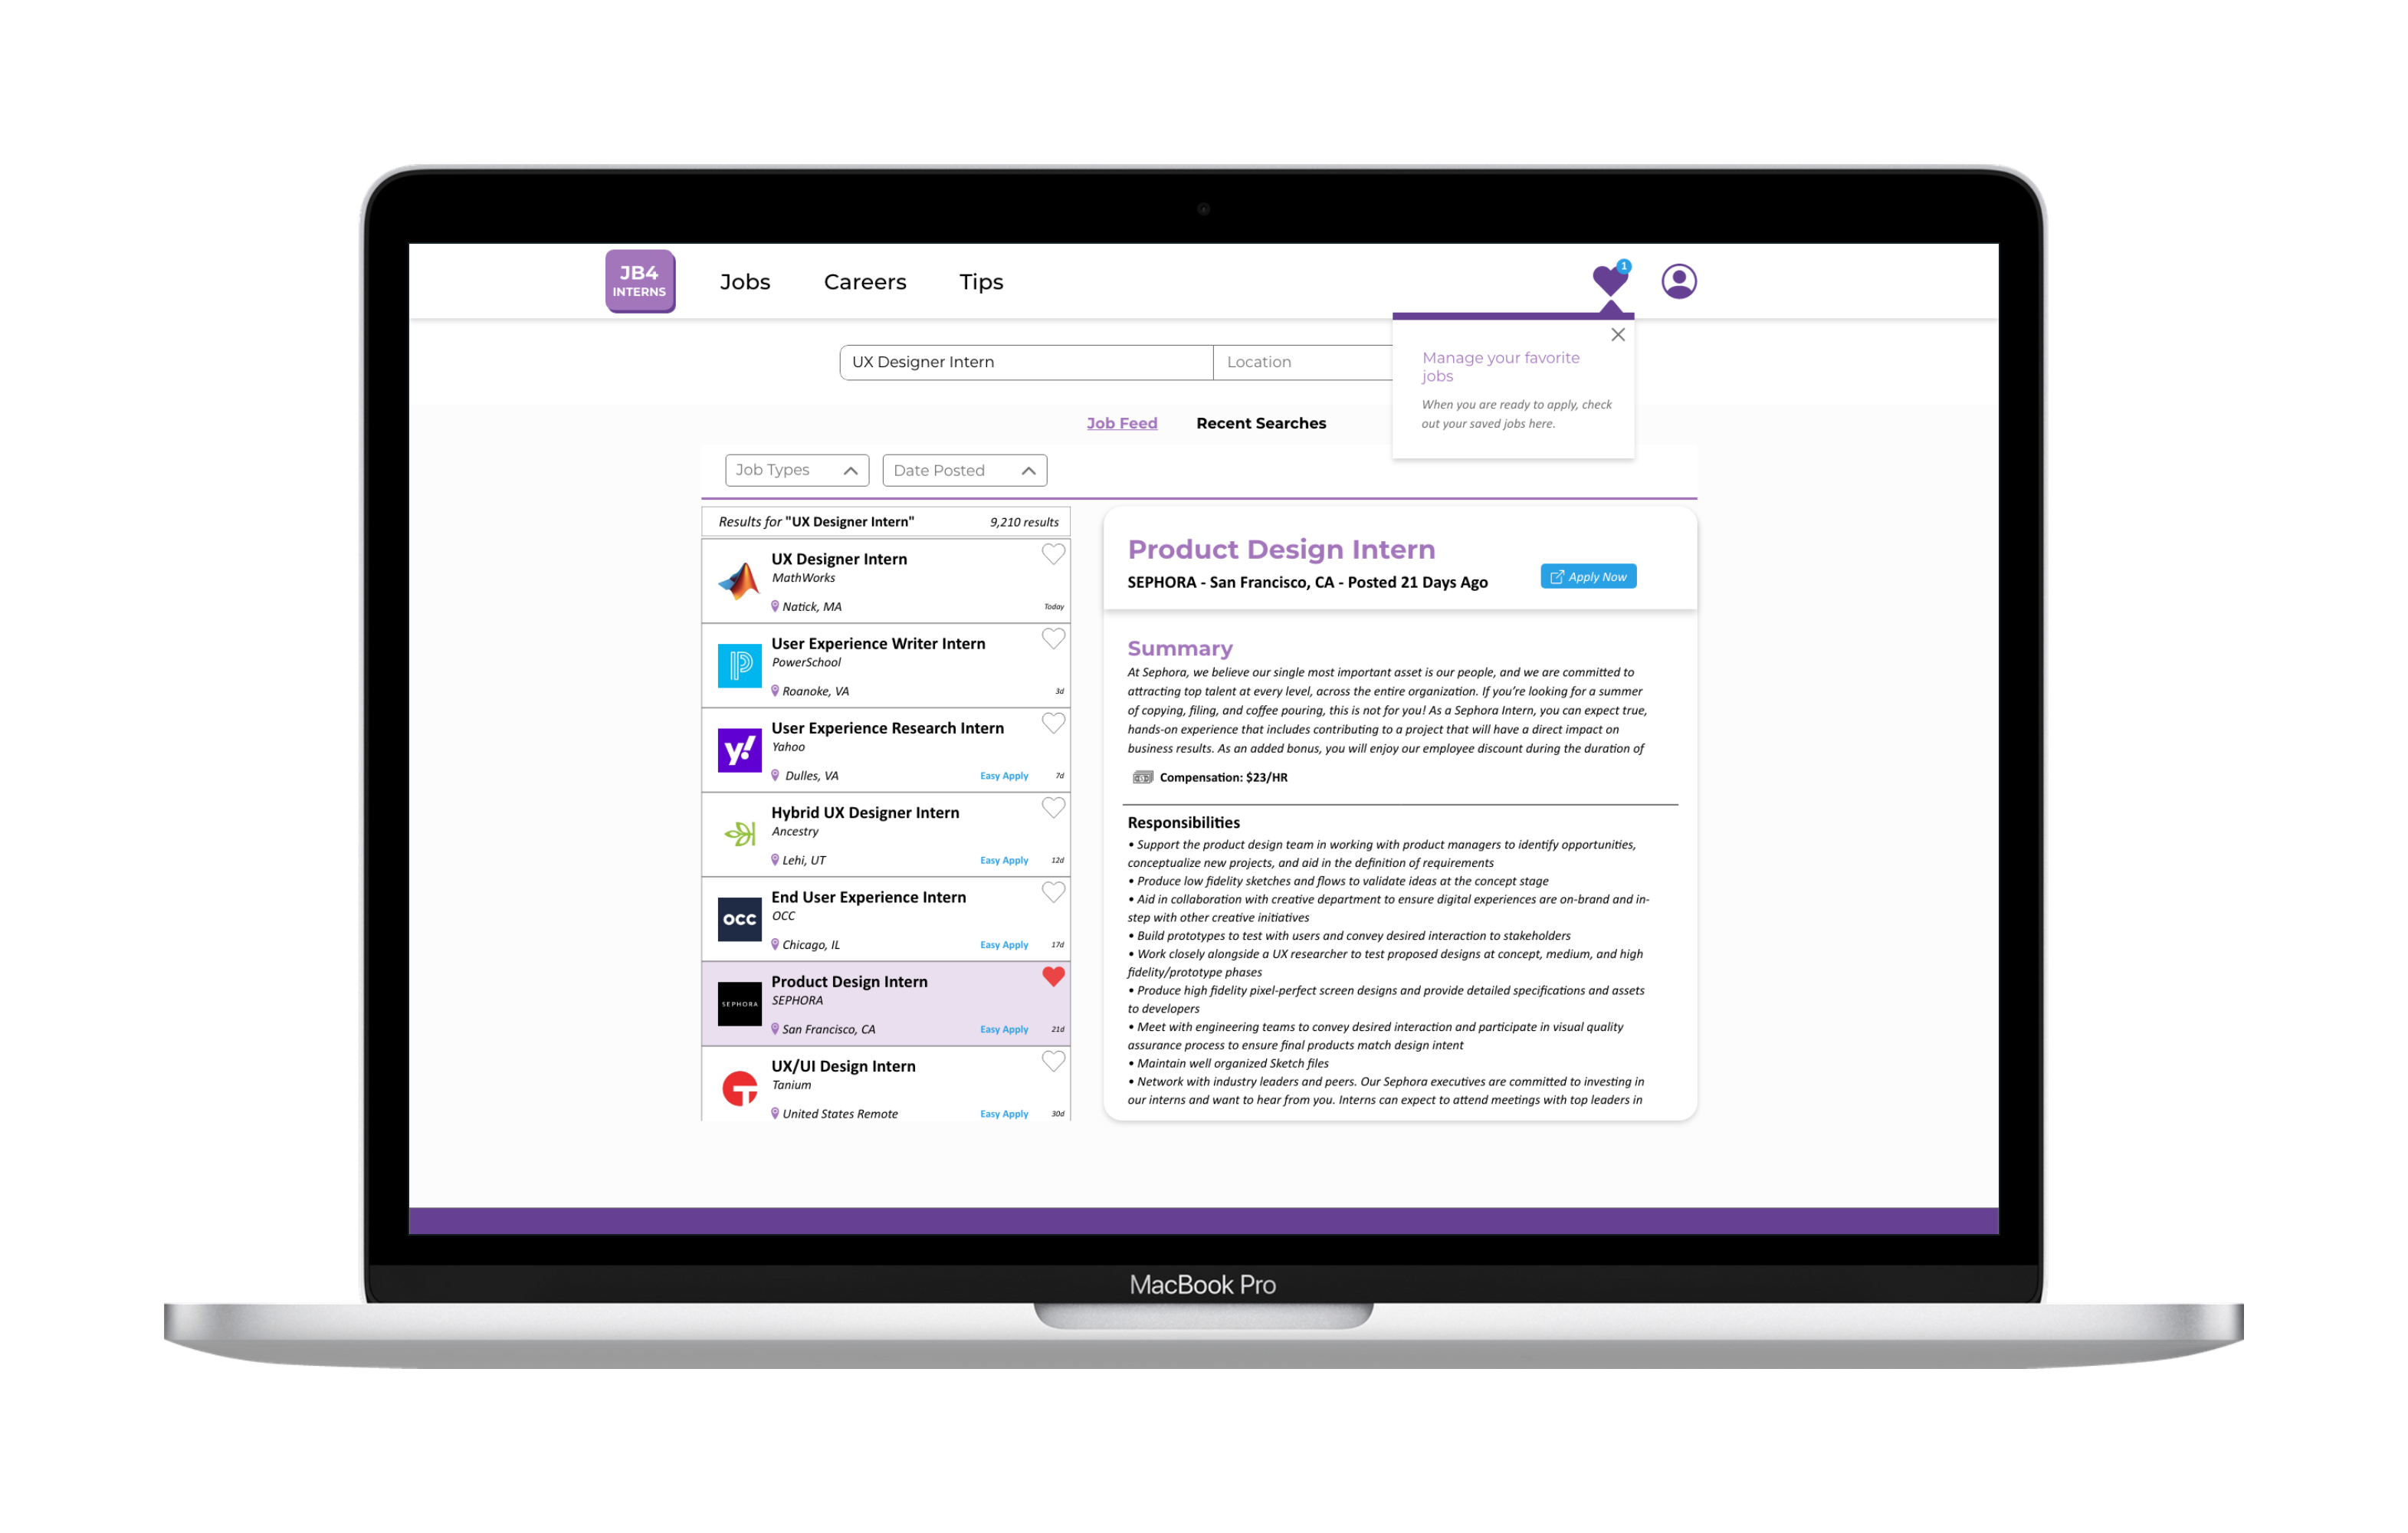 JB4
INTERNS
Jobs
Careers
Tips
1
Manage your favorite
jobs
When you are ready to apply, check
out your saved jobs here.
UX Designer Intern
Location
Job Feed
Recent Searches
Job Types
Date Posted
Results for "UX Designer Intern"
9,210 results
UX Designer Intern
MathWorks
Natick, MA
Today
User Experience Writer Intern
PowerSchool
Roanoke, VA
3d
y!
User Experience Research Intern
Yahoo
Dulles, VA
Easy Apply
7d
Hybrid UX Designer Intern
Ancestry
Lehi, UT
Easy Apply
12d
OCC
End User Experience Intern
OCC
Chicago, IL
Easy Apply
17d
SEPHORA
Product Design Intern
SEPHORA
San Francisco, CA
Easy Apply
21d
UX/UI Design Intern
Tanium
United States Remote
Easy Apply
30d
Product Design Intern
SEPHORA - San Francisco, CA - Posted 21 Days Ago
Apply Now
Summary
At Sephora, we believe our single most important asset is our people, and we are committed to
attracting top talent at every level, across the entire organization. If you're looking for a summer
of copying, filing, and coffee pouring, this is not for you! As a Sephora Intern, you can expect true,
hands-on experience that includes contributing to a project that will have a direct impact on
business results. As an added bonus, you will enjoy our employee discount during the duration of
Compensation: $23/HR
Responsibilities
• Support the product design team in working with product managers to identify opportunities,
conceptualize new projects, and aid in the definition of requirements
• Produce low fidelity sketches and flows to validate ideas at the concept stage
• Aid in collaboration with creative department to ensure digital experiences are on-brand and in-
step with other creative initiatives
• Build prototypes to test with users and convey desired interaction to stakeholders
• Work closely alongside a UX researcher to test proposed designs at concept, medium, and high
fidelity/prototype phases
• Produce high fidelity pixel-perfect screen designs and provide detailed specifications and assets
to developers
• Meet with engineering teams to convey desired interaction and participate in visual quality
assurance process to ensure final products match design intent
• Maintain well organized Sketch files
• Network with industry leaders and peers. Our Sephora executives are committed to investing in
our interns and want to hear from you. Interns can expect to attend meetings with top leaders in
MacBook Pro